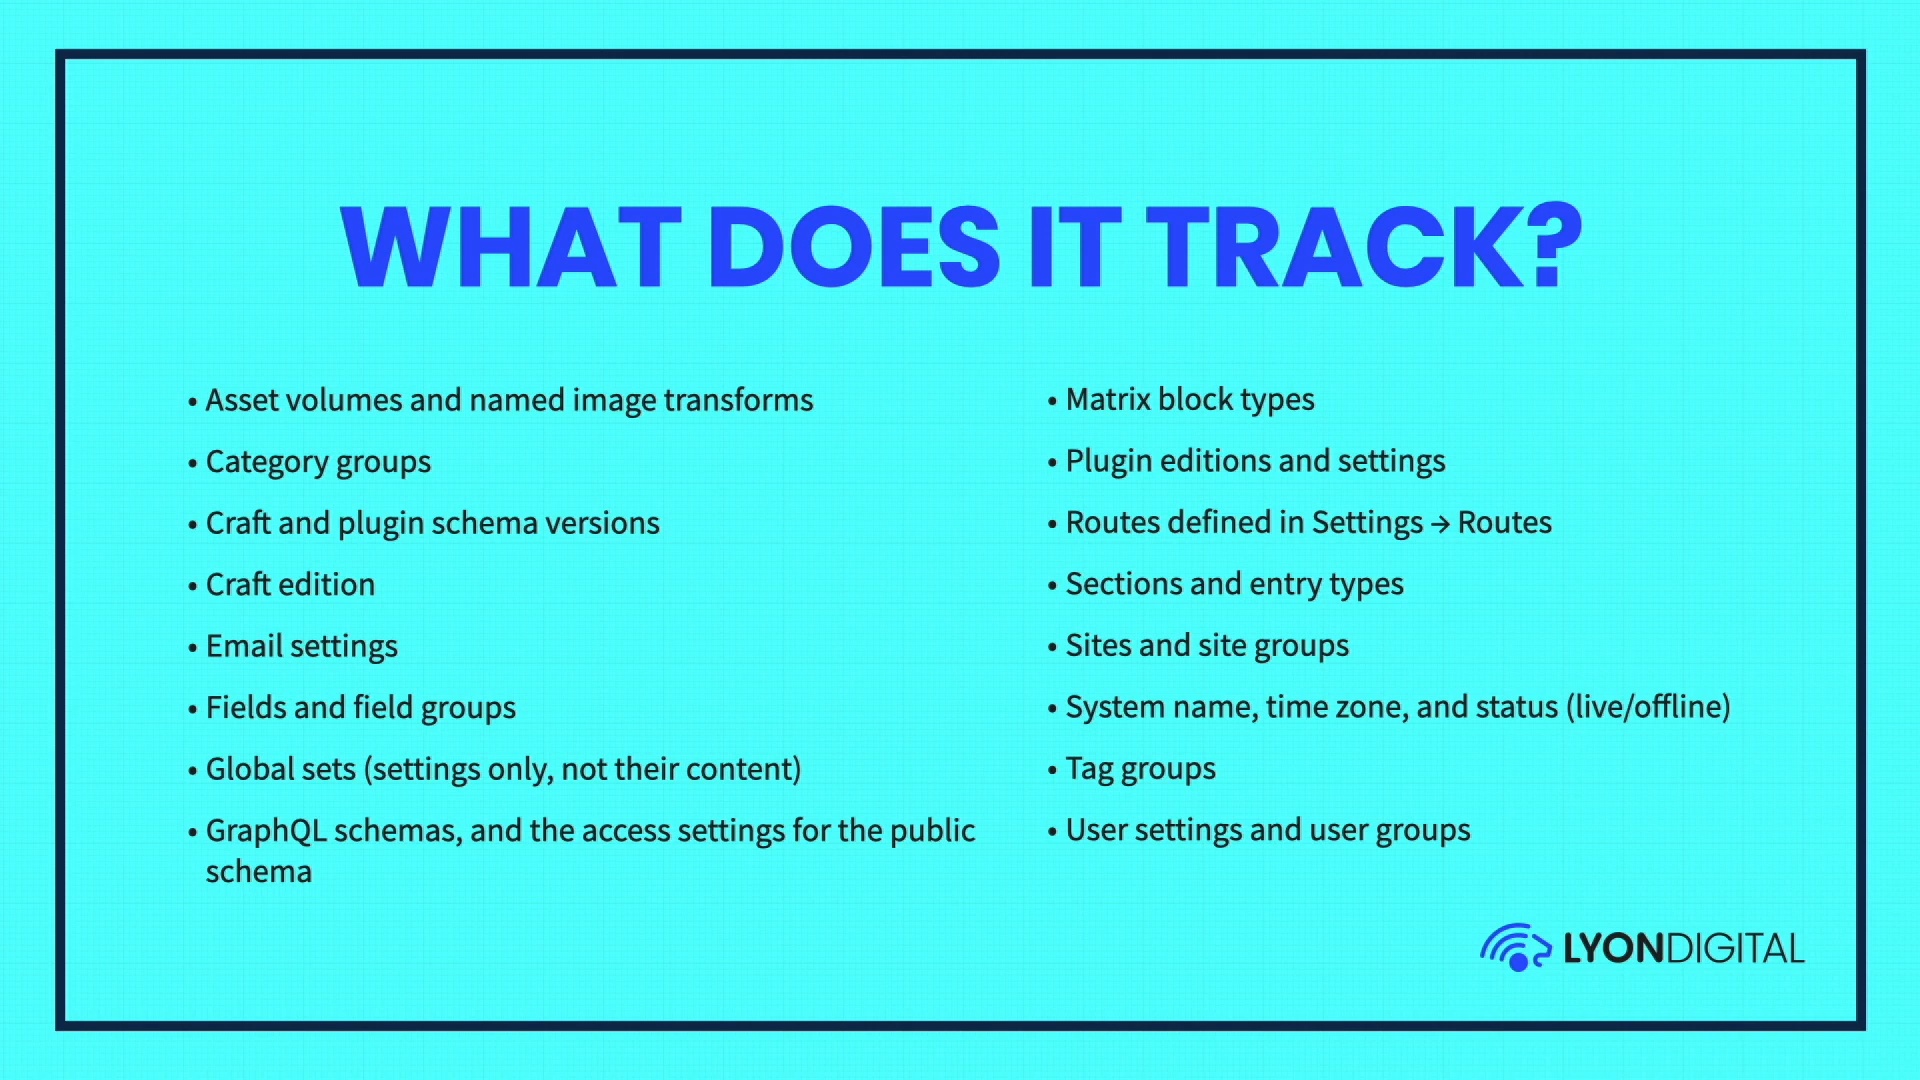 WHAT DOES IT TRACK?
• Asset volumes and named image transforms
• Category groups
• Craft and plugin schema versions
• Craft edition
• Email settings
• Fields and field groups
• Global sets (settings only, not their content)
• GraphQL schemas, and the access settings for the public
schema
• Matrix block types
• Plugin editions and settings
• Routes defined in Settings → Routes
• Sections and entry types
• Sites and site groups
• System name, time zone, and status (live/offline)
• Tag groups
• User settings and user groups
LYONDIGITAL